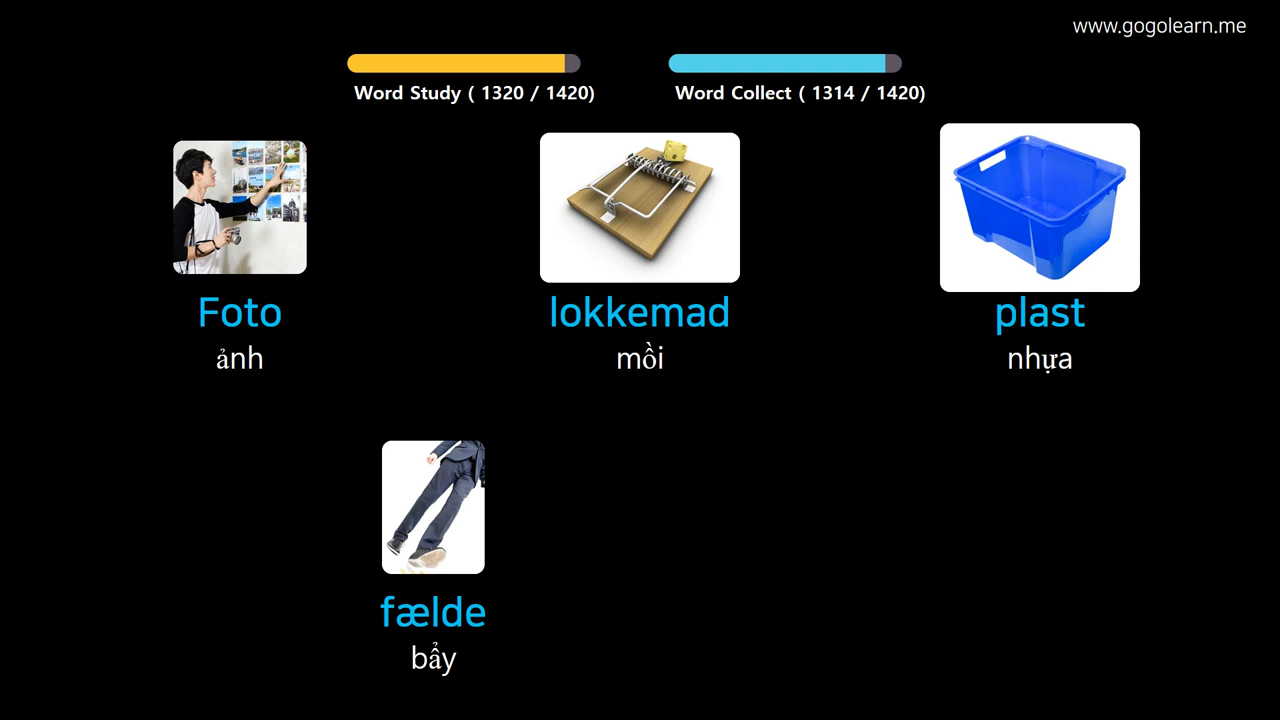 www.gogolearn.me
Word Study ( 1320 / 1420)
Word Collect ( 1314 / 1420)
Foto
ảnh
lokkemad
mồi
plast
nhựa
fælde
bẩy